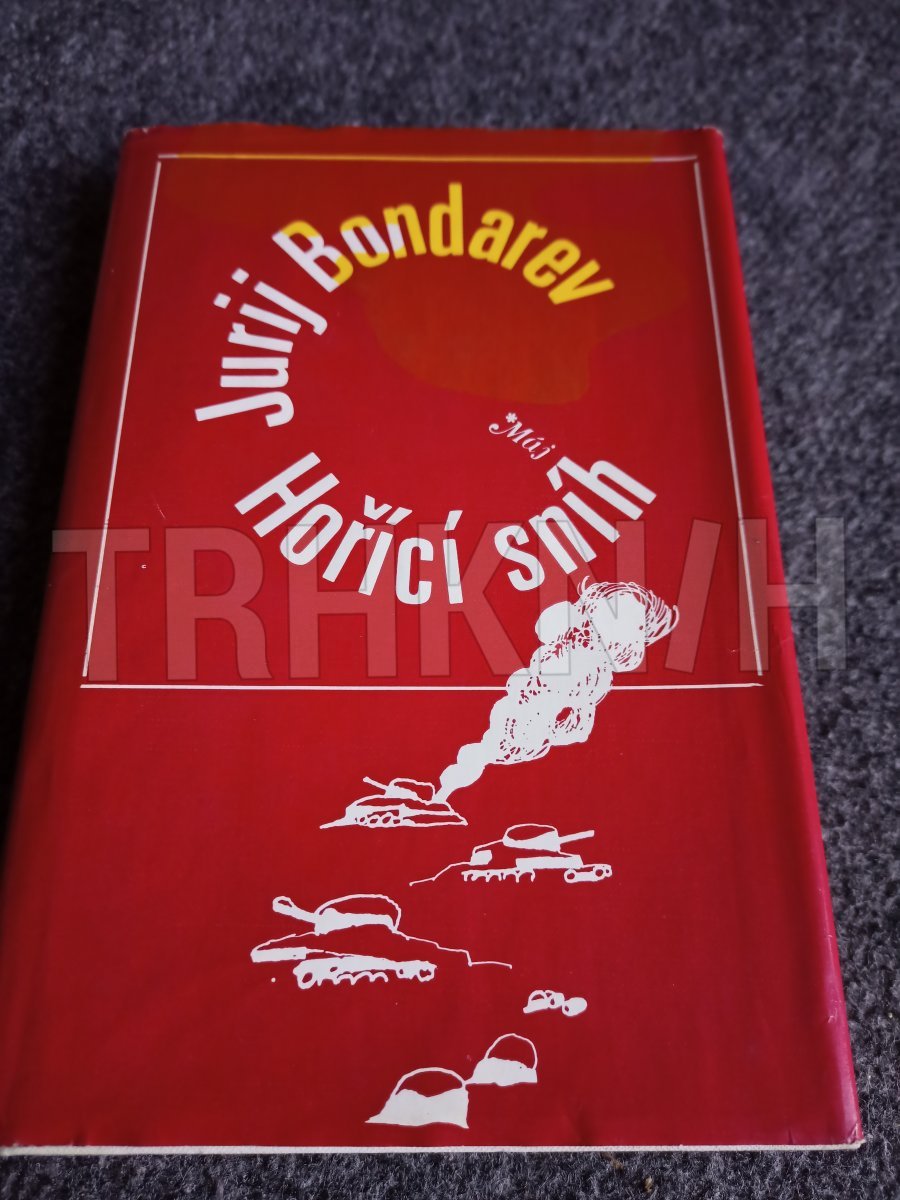 Jurij Bondarev
*Máj
Hořící sníh
TRHKNIH